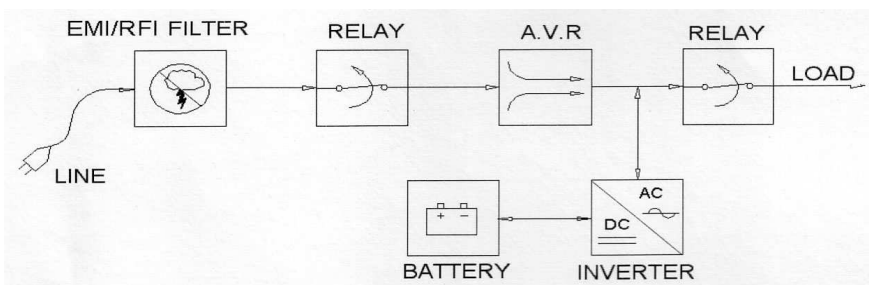 EMI/RFI FILTER
RELAY
A.V.R
RELAY
LOAD
LINE
+ −
AC
DC
BATTERY
INVERTER